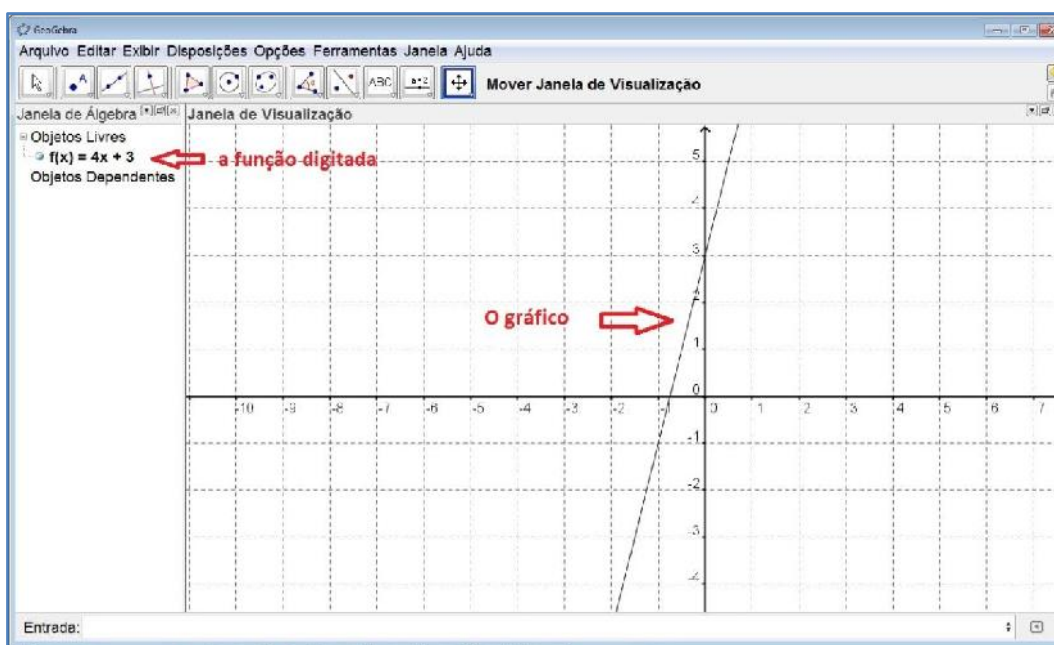 GeoGebra
Arquivo Editar Exibir Disposições Opções Ferramentas Janela Ajuda
A ABC a=2 Mover Janela de Visualização
Janela de Álgebra Janela de Visualização
Objetos Livres
f(x) = 4x + 3 a função digitada
Objetos Dependentes
5
4
3
2
O gráfico
1
0
-10 -9 -8 -7 -6 -5 -4 -3 -2 -1 0 1 2 3 4 5 6 7
-1
-2
-3
-4
Entrada: